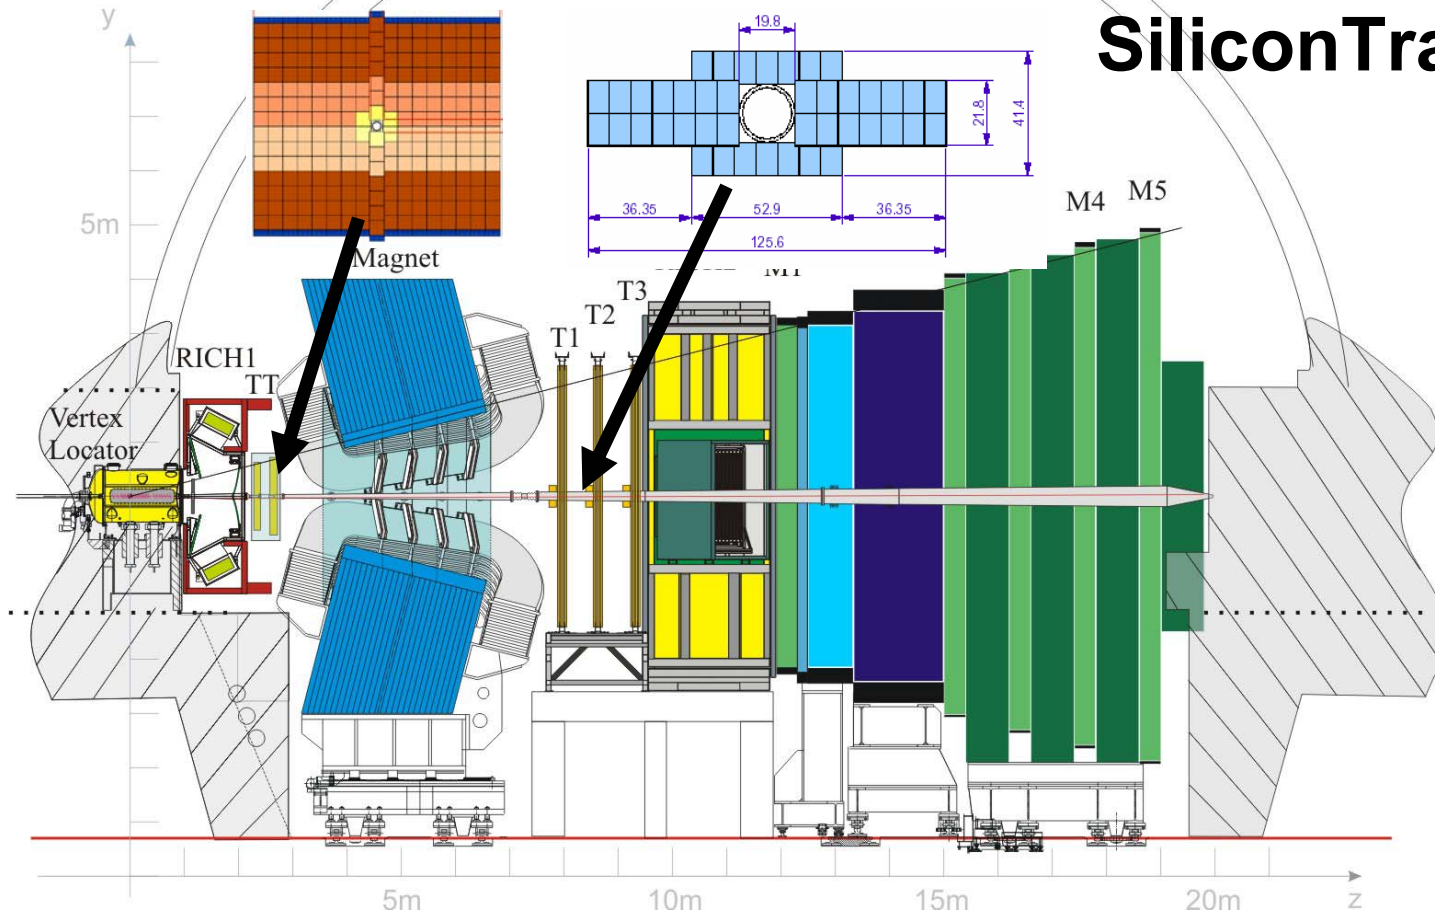 y
SiliconTra
19.8
21.8
41.4
36.35
52.9
36.35
125.6
5m
Magnet
M4
M5
T1
T2
T3
RICH1
TT
Vertex
Locator
5m
10m
15m
20m
z